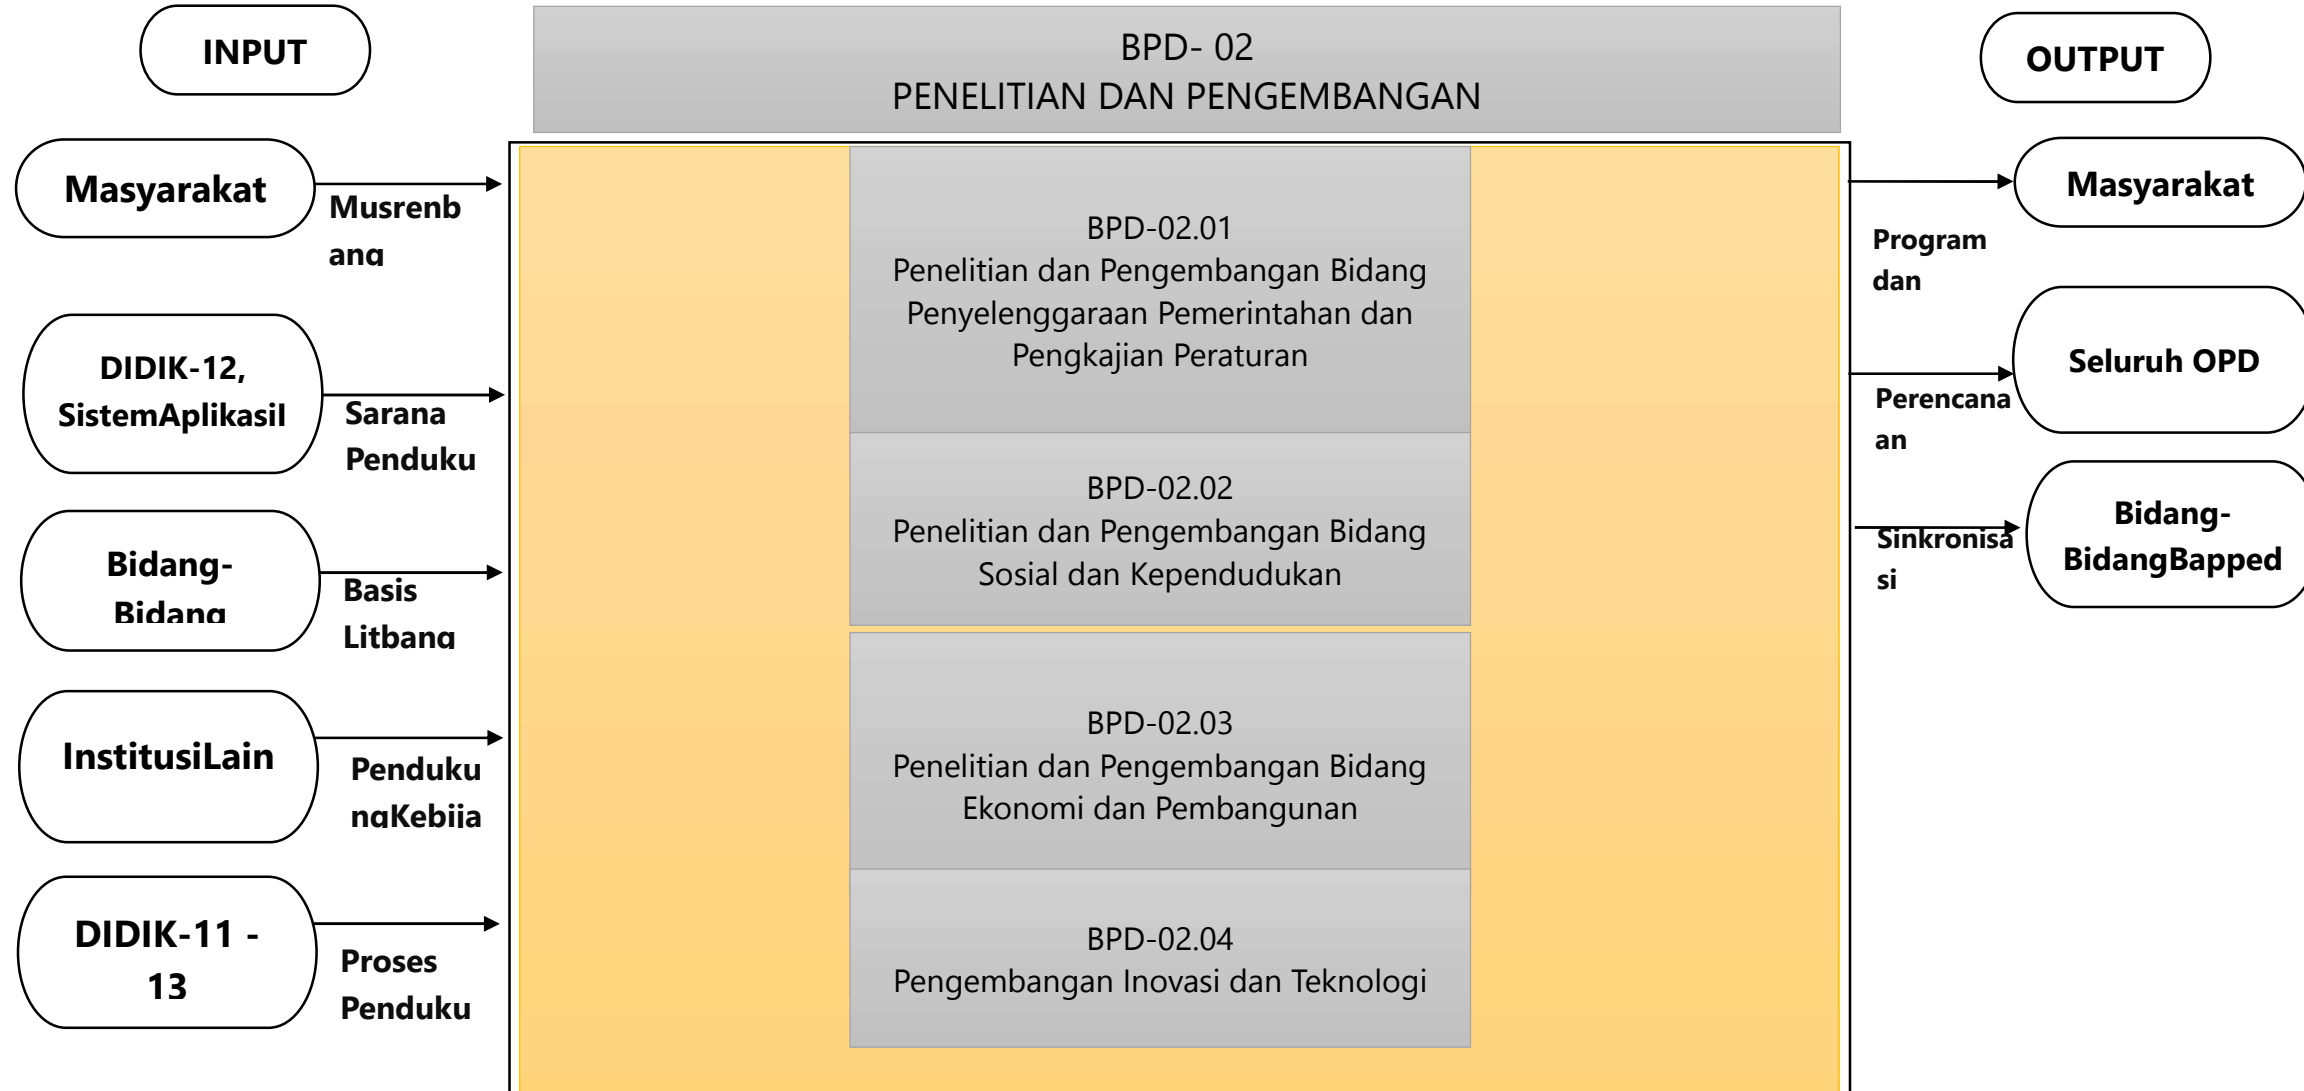 INPUT
BPD- 02
PENELITIAN DAN PENGEMBANGAN
OUTPUT
Masyarakat
Musrenb
ang
DIDIK-12,
SistemAplikasiI
Sarana
Penduku
Bidang-
Bidang
Basis
Litbang
InstitusiLain
Penduku
ngKebija
DIDIK-11 -
13
Proses
Penduku
BPD-02.01
Penelitian dan Pengembangan Bidang
Penyelenggaraan Pemerintahan dan
Pengkajian Peraturan
BPD-02.02
Penelitian dan Pengembangan Bidang
Sosial dan Kependudukan
BPD-02.03
Penelitian dan Pengembangan Bidang
Ekonomi dan Pembangunan
BPD-02.04
Pengembangan Inovasi dan Teknologi
Program
dan
Masyarakat
Perencana
an
Seluruh OPD
Sinkronisa
si
Bidang-
BidangBapped